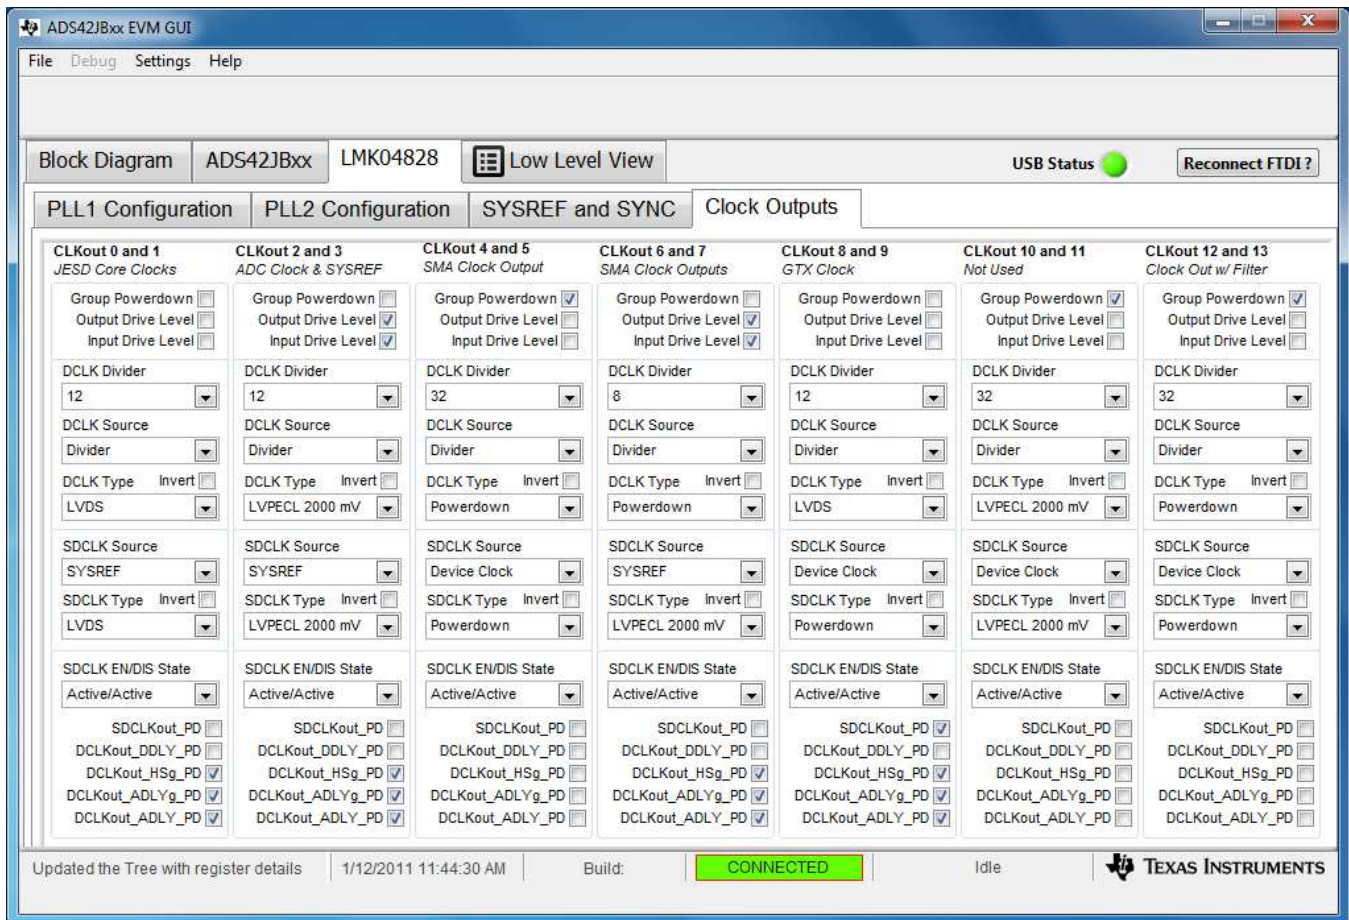 ADS42JBxx EVM GUI
File Debug Settings Help
Block Diagram ADS42JBxx LMK04828 Low Level View USB Status Reconnect FTDI ?
PLL1 Configuration PLL2 Configuration SYSREF and SYNC Clock Outputs
CLKout 0 and 1 CLKout 2 and 3 CLKout 4 and 5 CLKout 6 and 7 CLKout 8 and 9 CLKout 10 and 11 CLKout 12 and 13
JESD Core Clocks ADC Clock & SYSREF SMA Clock Output SMA Clock Outputs GTX Clock Not Used Clock Out w/ Filter
Group Powerdown Group Powerdown Group Powerdown Group Powerdown Group Powerdown Group Powerdown Group Powerdown
Output Drive Level Output Drive Level Output Drive Level Output Drive Level Output Drive Level Output Drive Level Output Drive Level
Input Drive Level Input Drive Level Input Drive Level Input Drive Level Input Drive Level Input Drive Level Input Drive Level
DCLK Divider DCLK Divider DCLK Divider DCLK Divider DCLK Divider DCLK Divider DCLK Divider
12 12 32 8 12 32 32
DCLK Source DCLK Source DCLK Source DCLK Source DCLK Source DCLK Source DCLK Source
Divider Divider Divider Divider Divider Divider Divider
DCLK Type Invert DCLK Type Invert DCLK Type Invert DCLK Type Invert DCLK Type Invert DCLK Type Invert DCLK Type Invert
LVDS LVPECL 2000 mV Powerdown Powerdown LVDS LVPECL 2000 mV Powerdown
SDCLK Source SDCLK Source SDCLK Source SDCLK Source SDCLK Source SDCLK Source SDCLK Source
SYSREF SYSREF Device Clock SYSREF Device Clock Device Clock Device Clock
SDCLK Type Invert SDCLK Type Invert SDCLK Type Invert SDCLK Type Invert SDCLK Type Invert SDCLK Type Invert SDCLK Type Invert
LVDS LVPECL 2000 mV Powerdown LVPECL 2000 mV Powerdown LVPECL 2000 mV Powerdown
SDCLK EN/DIS State SDCLK EN/DIS State SDCLK EN/DIS State SDCLK EN/DIS State SDCLK EN/DIS State SDCLK EN/DIS State SDCLK EN/DIS State
Active/Active Active/Active Active/Active Active/Active Active/Active Active/Active Active/Active
SDCLKout_PD SDCLKout_PD SDCLKout_PD SDCLKout_PD SDCLKout_PD SDCLKout_PD SDCLKout_PD
DCLKout_DDLY_PD DCLKout_DDLY_PD DCLKout_DDLY_PD DCLKout_DDLY_PD DCLKout_DDLY_PD DCLKout_DDLY_PD DCLKout_DDLY_PD
DCLKout_HSg_PD DCLKout_HSg_PD DCLKout_HSg_PD DCLKout_HSg_PD DCLKout_HSg_PD DCLKout_HSg_PD DCLKout_HSg_PD
DCLKout_ADLYg_PD DCLKout_ADLYg_PD DCLKout_ADLYg_PD DCLKout_ADLYg_PD DCLKout_ADLYg_PD DCLKout_ADLYg_PD DCLKout_ADLYg_PD
DCLKout_ADLY_PD DCLKout_ADLY_PD DCLKout_ADLY_PD DCLKout_ADLY_PD DCLKout_ADLY_PD DCLKout_ADLY_PD DCLKout_ADLY_PD
Updated the Tree with register details 1/12/2011 11:44:30 AM Build: CONNECTED Idle TEXAS INSTRUMENTS